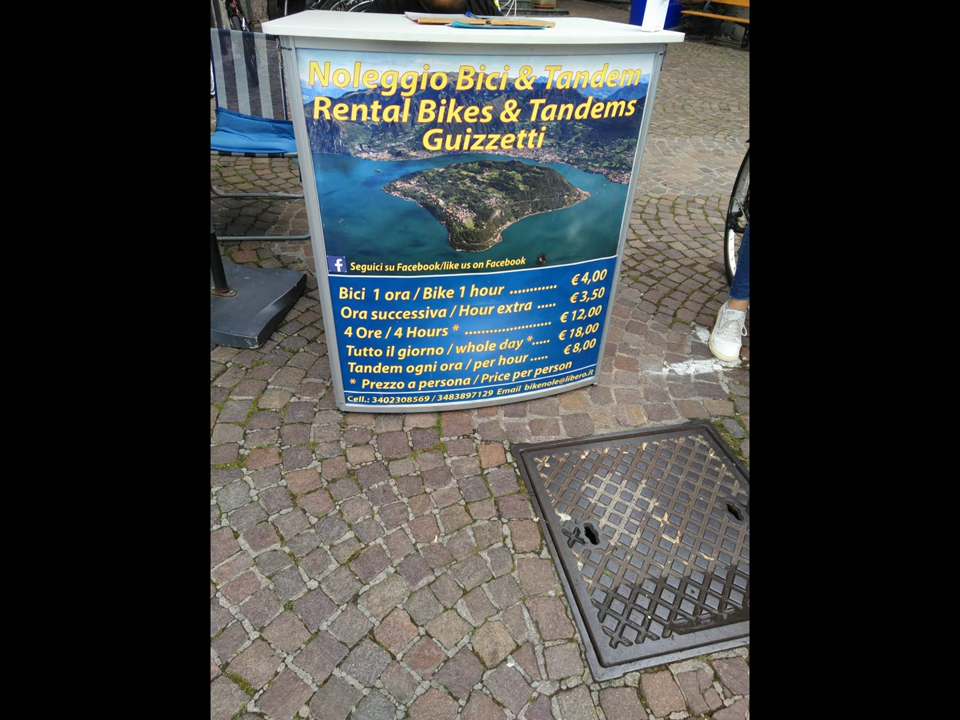 Noleggio Bici & Tandem
Rental Bikes & Tandems
Guizzetti
f Seguici su Facebook/like us on Facebook
Bici 1 ora / Bike 1 hour ............ € 4,00
Ora successiva / Hour extra ..... € 3,50
4 Ore / 4 Hours * ...................... € 12,00
Tutto il giorno / whole day *..... € 18,00
Tandem ogni ora / per hour ..... € 8,00
* Prezzo a persona / Price per person
Cell.: 3402308569 / 3483897129 Email bikenole@libero.it